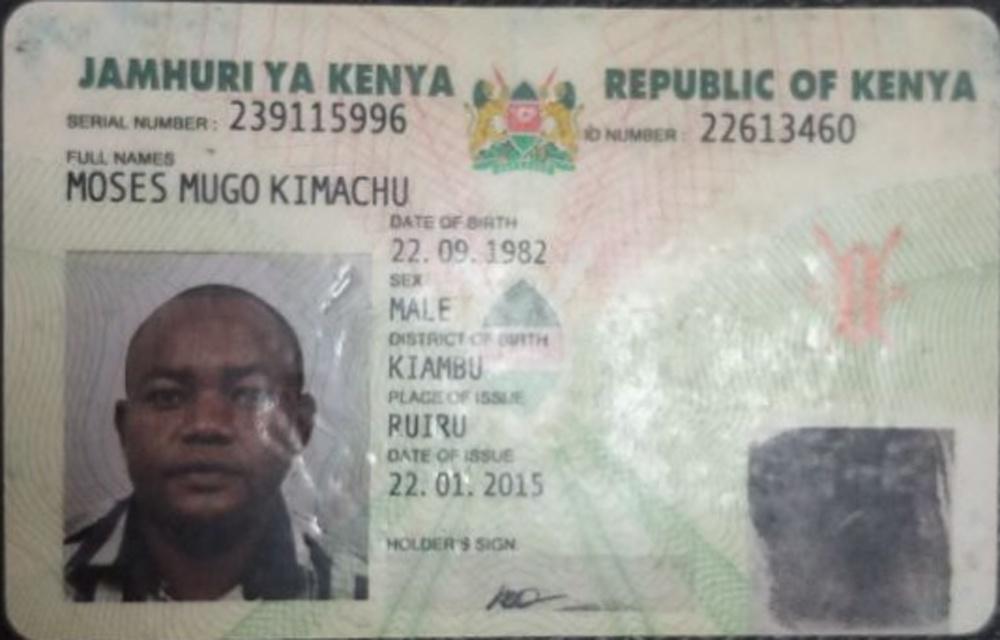 JAMHURI YA KENYA
REPUBLIC OF KENYA
SERIAL NUMBER: 239115996
ID NUMBER: 22613460
FULL NAMES
MOSES MUGO KIMACHU
DATE OF BIRTH
22.09.1982
SEX
MALE
DISTRICT OF BIRTH
KIAMBU
PLACE OF ISSUE
RUIRU
DATE OF ISSUE
22.01.2015
HOLDER'S SIGN.